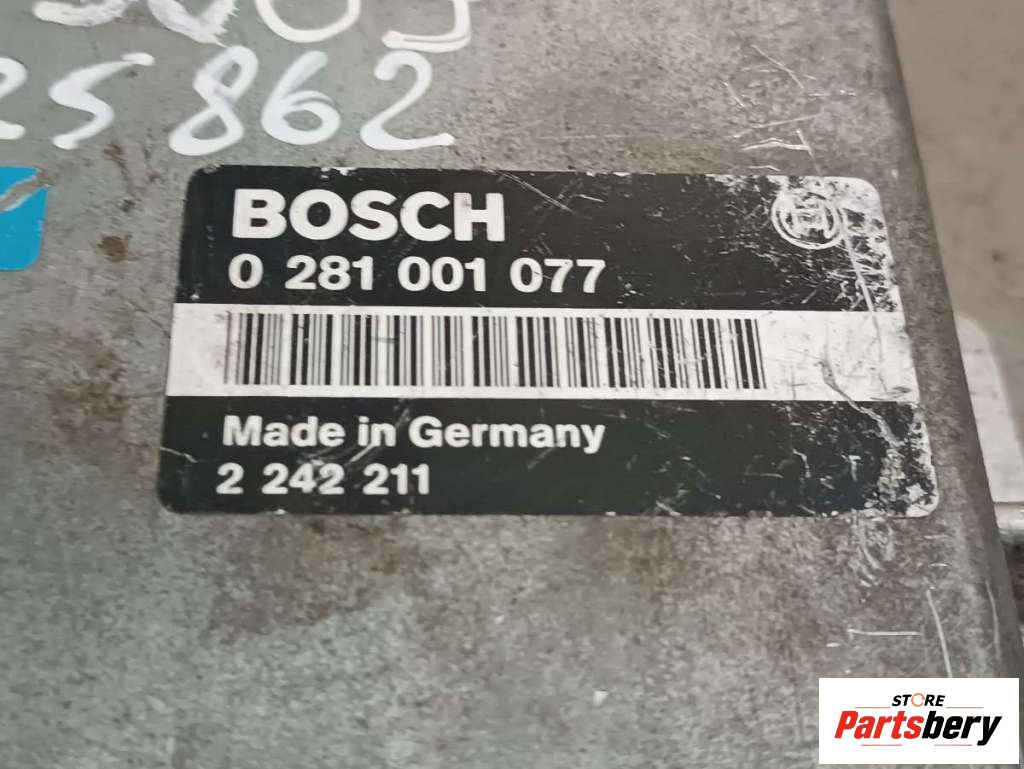 25862
BOSCH
0 281 001 077
Made in Germany
2 242 211
STORE
Partsbery